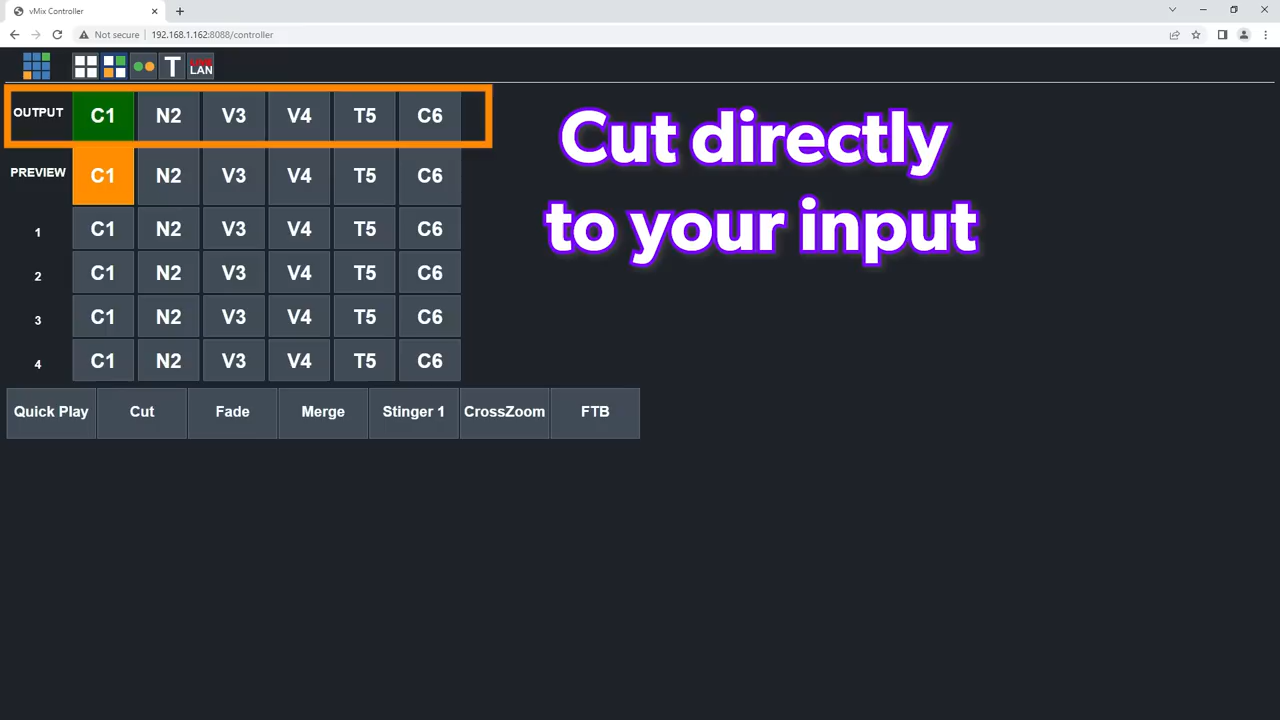 vMix Controller
Not secure
192.168.1.162:8088/controller
T
LAN
OUTPUT C1 N2 V3 V4 T5 C6
PREVIEW C1 N2 V3 V4 T5 C6
1 C1 N2 V3 V4 T5 C6
2 C1 N2 V3 V4 T5 C6
3 C1 N2 V3 V4 T5 C6
4 C1 N2 V3 V4 T5 C6
Quick Play Cut Fade Merge Stinger 1 CrossZoom FTB
Cut directly
to your input